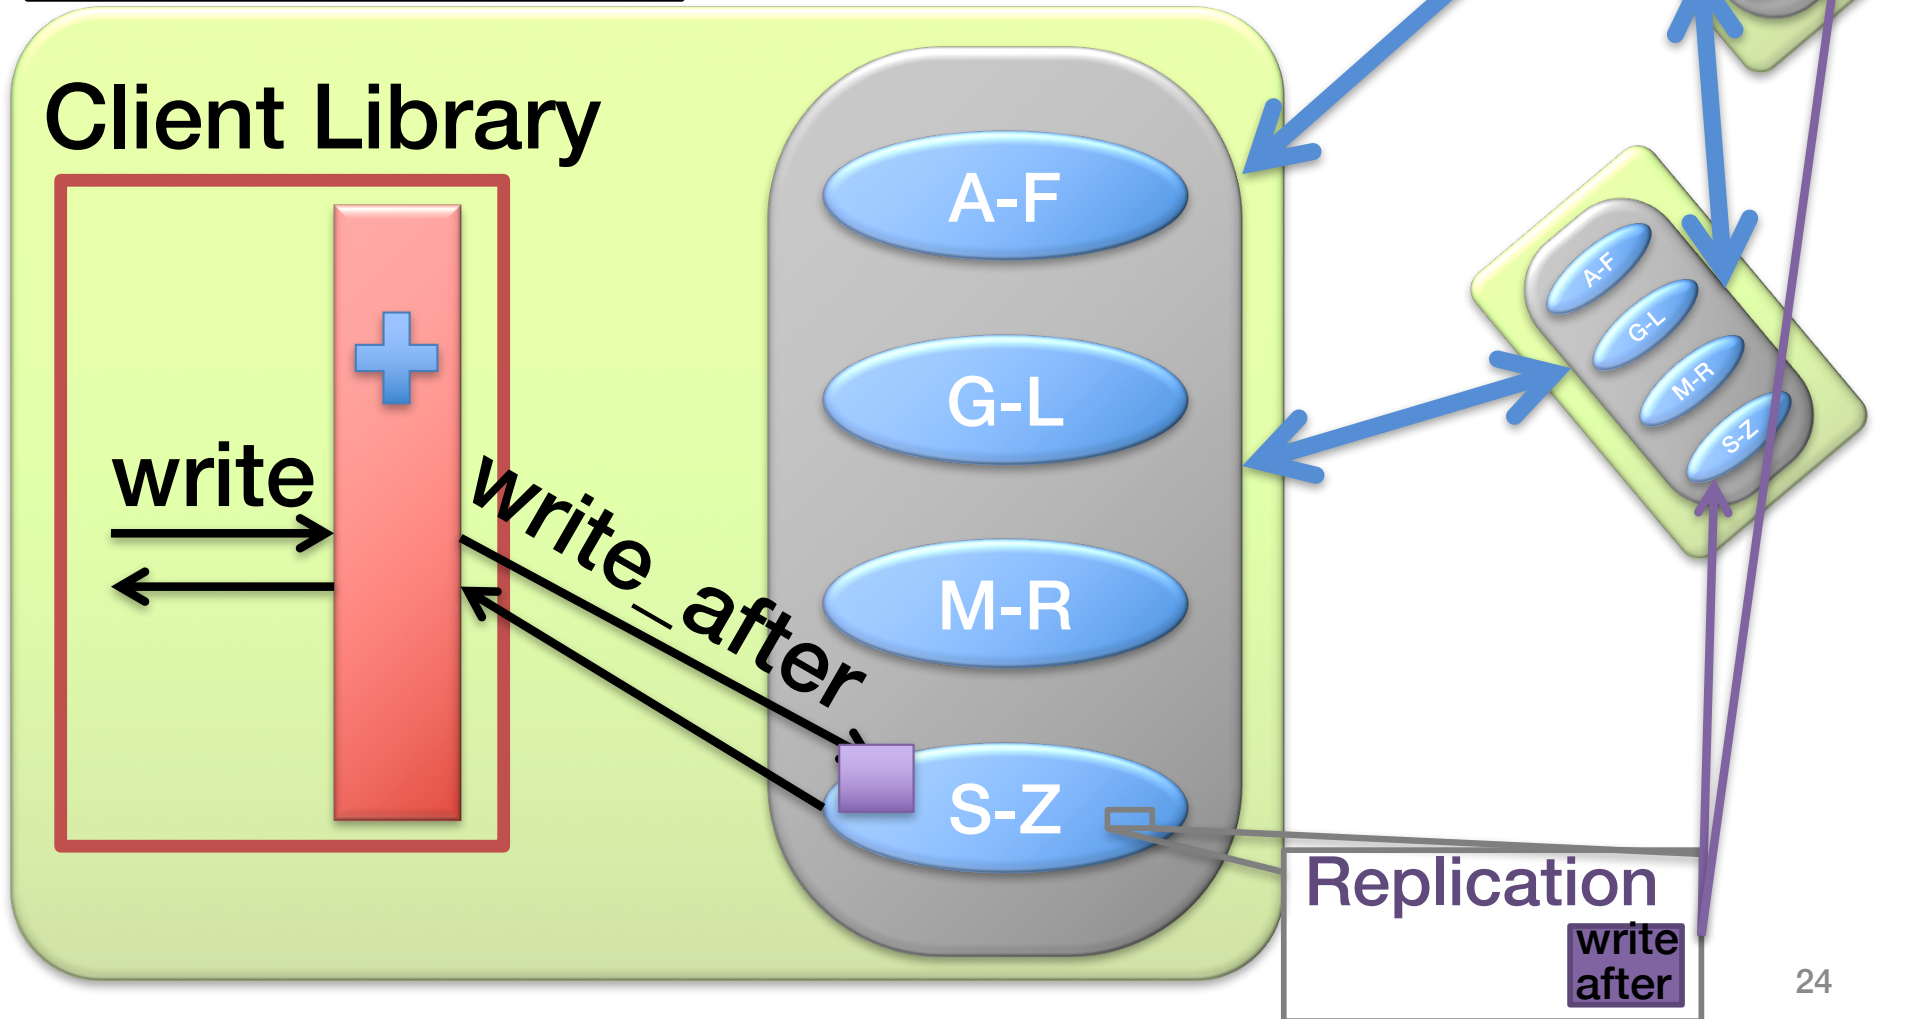 Client Library
A-F
G-L
M-R
S-Z
write
write_after
A-F
G-L
M-R
S-Z
Replication
write
after
24